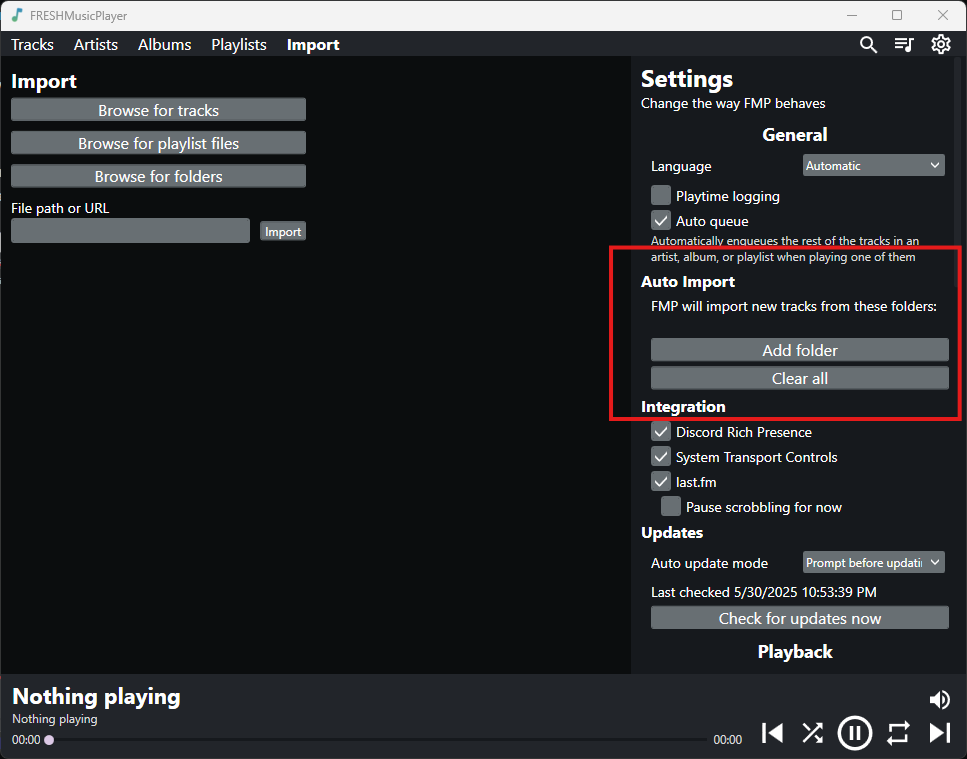 FRESHMusicPlayer
Tracks Artists Albums Playlists Import
Import
Browse for tracks
Browse for playlist files
Browse for folders
File path or URL
Import
Settings
Change the way FMP behaves
General
Language Automatic
Playtime logging
Auto queue
Automatically enqueues the rest of the tracks in an
artist, album, or playlist when playing one of them
Auto Import
FMP will import new tracks from these folders:
Add folder
Clear all
Integration
Discord Rich Presence
System Transport Controls
last.fm
Pause scrobbling for now
Updates
Auto update mode Prompt before updati
Last checked 5/30/2025 10:53:39 PM
Check for updates now
Playback
Nothing playing
Nothing playing
00:00 00:00